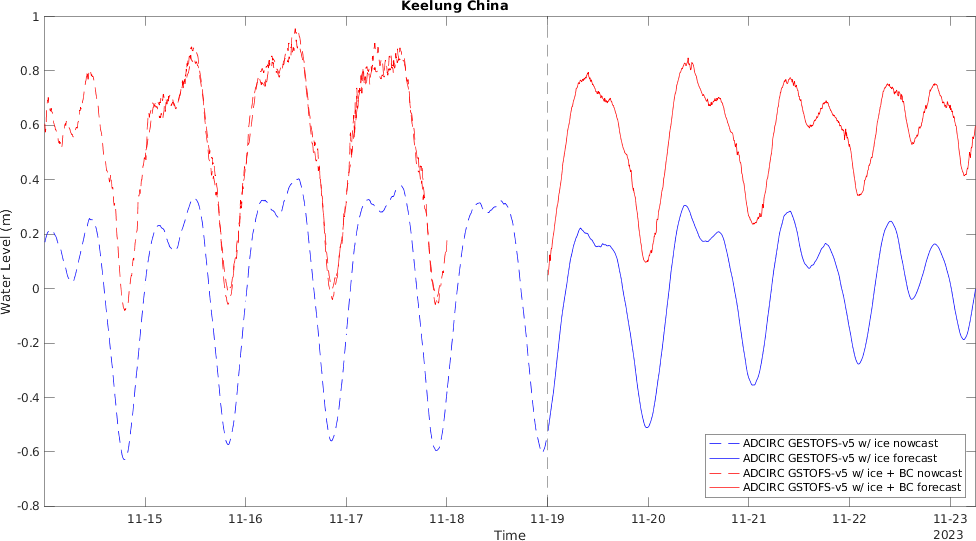 Keelung China
Water Level (m)
1
0.8
0.6
0.4
0.2
0
-0.2
-0.4
-0.6
-0.8
ADCIRC GESTOFS-v5 w/ ice nowcast
ADCIRC GESTOFS-v5 w/ ice forecast
ADCIRC GSTOFS-v5 w/ ice + BC nowcast
ADCIRC GSTOFS-v5 w/ ice + BC forecast
11-15 11-16 11-17 11-18 11-19 11-20 11-21 11-22 11-23
Time
2023